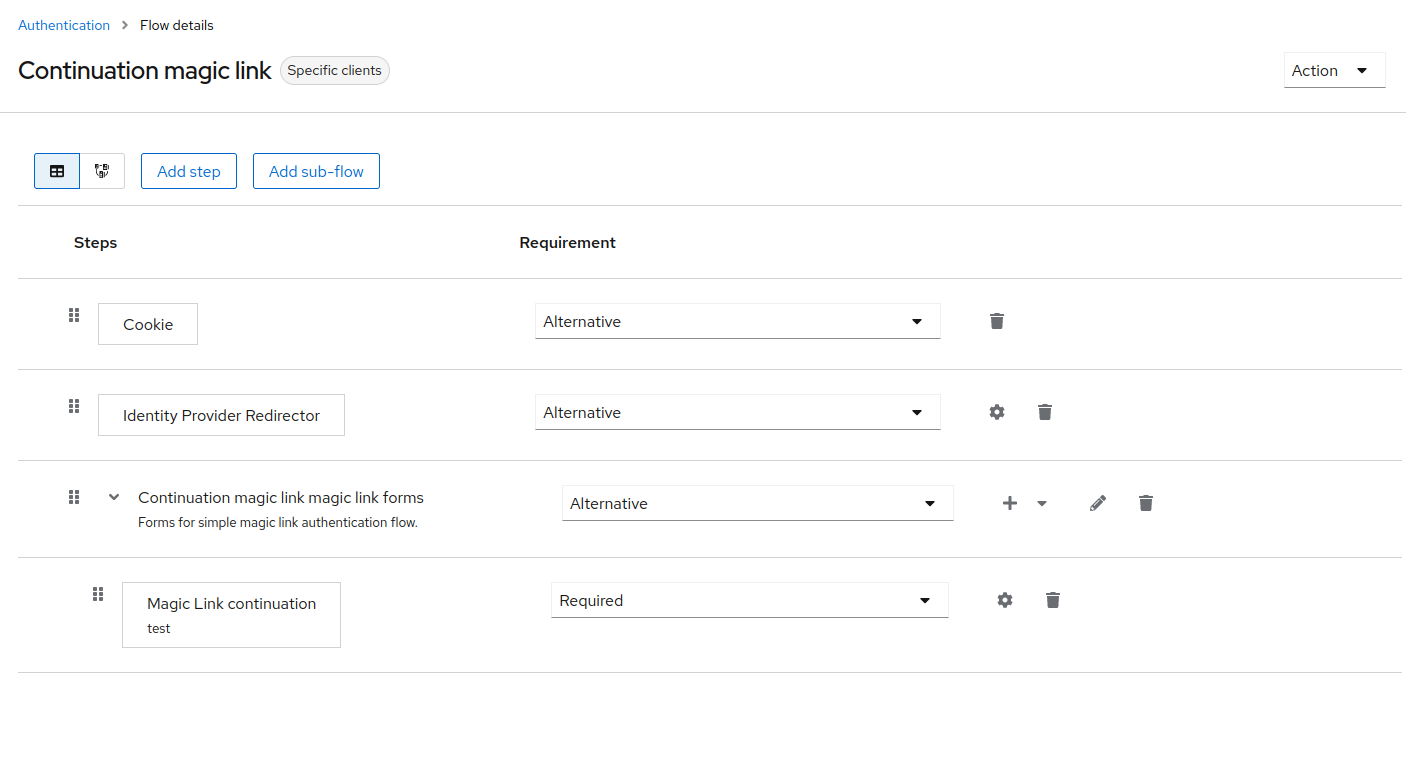 Authentication > Flow details
Continuation magic link Specific clients
Action
Add step Add sub-flow
Steps Requirement
Cookie Alternative
Identity Provider Redirector Alternative
Continuation magic link magic link forms Alternative
Forms for simple magic link authentication flow.
Magic Link continuation Required
test